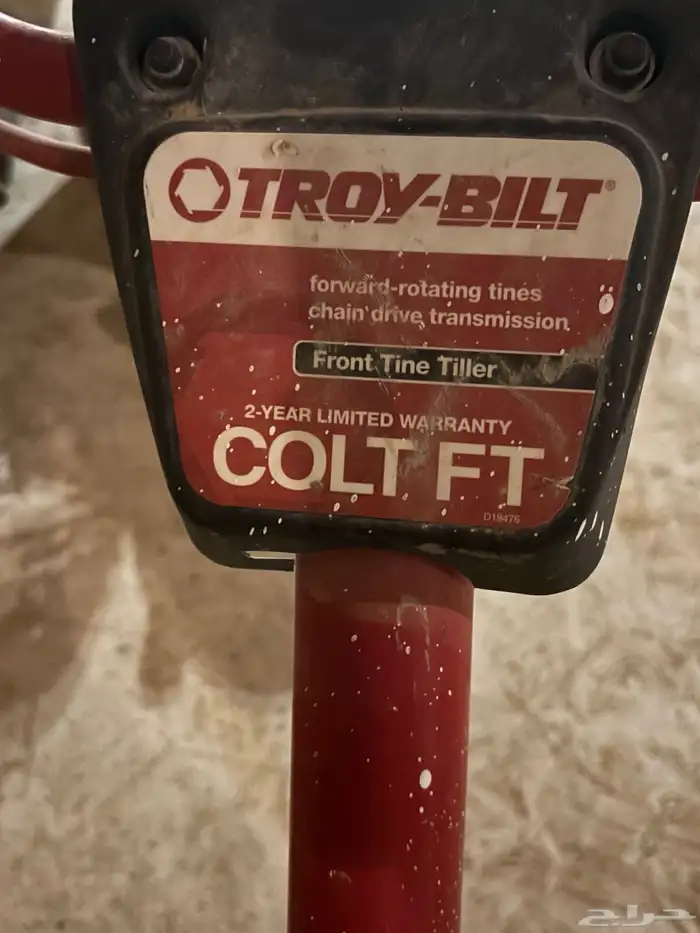 TROY-BILT®
forward-rotating tines
chain drive transmission
Front Tine Tiller
2-YEAR LIMITED WARRANTY
COLT FT
D19476
حراج